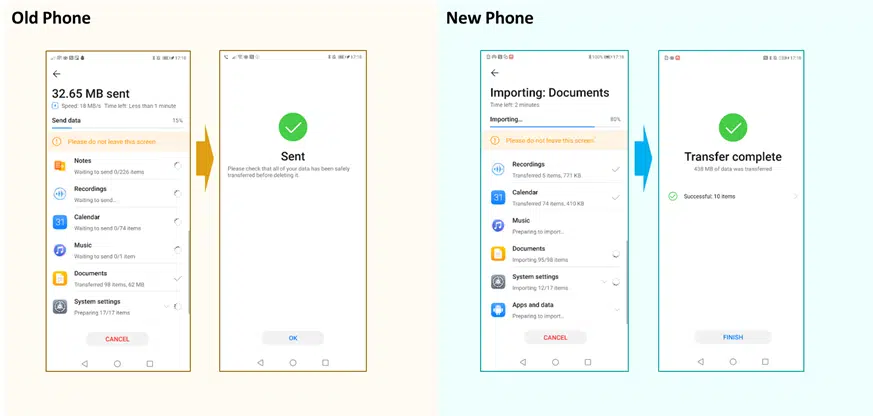 Old Phone
17:18
32.65 MB sent
Speed: 18 MB/s Time left: Less than 1 minute
Send data 15%
Please do not leave this screen
Notes
Waiting to send 0/226 items
Recordings
Waiting to send...
Calendar
Waiting to send 0/74 items
31
Music
Waiting to send 0/1 item
Documents
Transferred 98 items, 62 MB
System settings
Preparing 17/17 items
CANCEL
17:18
Sent
Please check that all of your data has been safely
transferred before deleting it.
OK
New Phone
100% 17:18
Importing: Documents
Time left: 2 minutes
Importing... 80%
Please do not leave this screen
Recordings
Transferred 5 items, 771 KB
Calendar
Transferred 74 items, 410 KB
31
Music
Preparing to import...
Documents
Importing 95/98 items
System settings
Importing 12/17 items
Apps and data
Preparing to import...
CANCEL
17:18
Transfer complete
438 MB of data was transferred
Successful: 10 items
FINISH